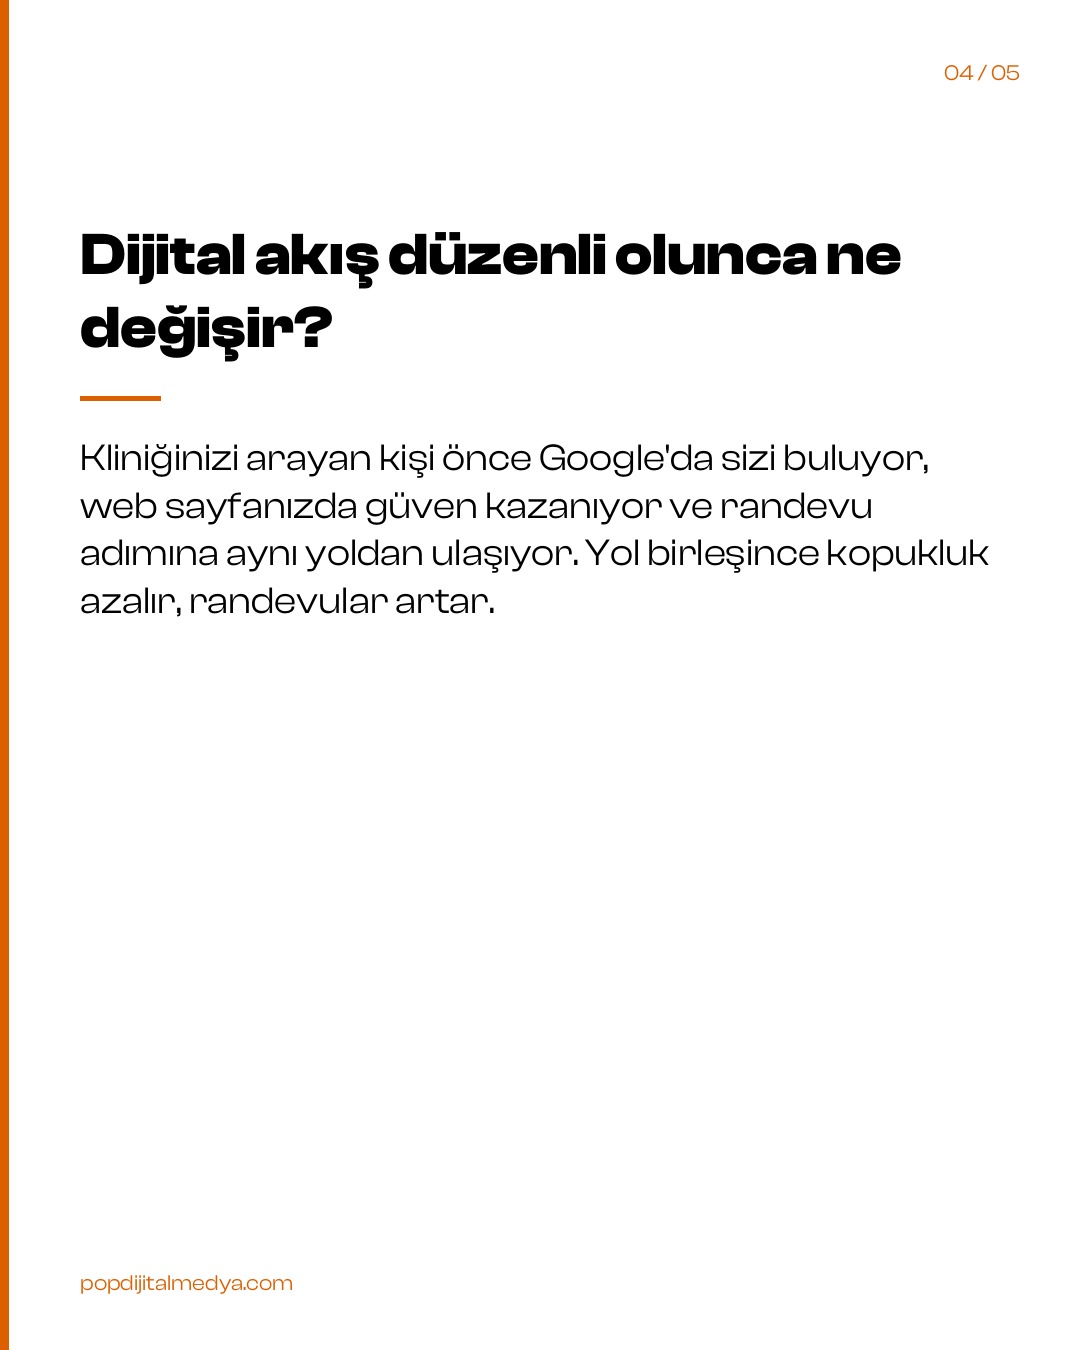 04 / 05
Dijital akış düzenli olunca ne
değişir?
Kliniğinizi arayan kişi önce Google'da sizi buluyor,
web sayfanızda güven kazanıyor ve randevu
adımına aynı yoldan ulaşıyor. Yol birleşince kopukluk
azalır, randevular artar.
popdijitalmedya.com